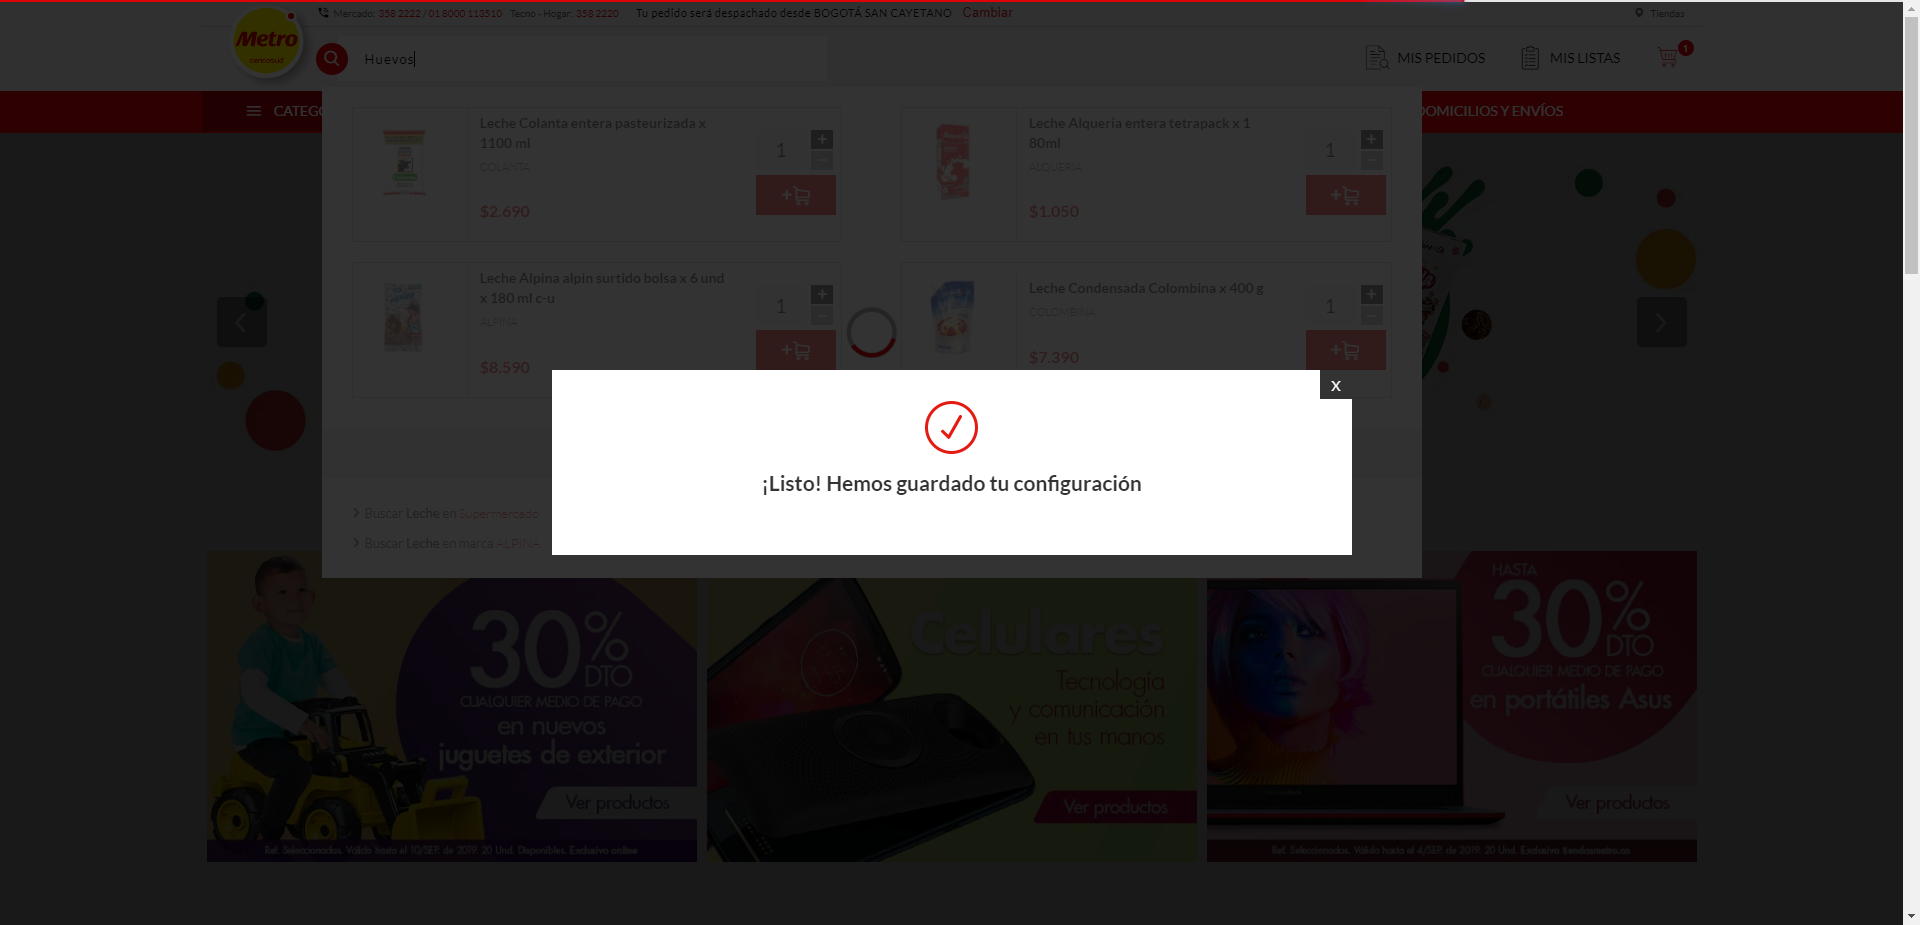 Mercado: 358 2222 / 01 8000 113510 Tecno - Hogar: 358 2220 Tu pedido será despachado desde BOGOTÁ SAN CAYETANO Cambiar
Tiendas
Metro
cencosud
Huevos
MIS PEDIDOS
MIS LISTAS
1
CATEGO
DOMICILIOS Y ENVÍOS
Leche Colanta entera pasteurizada x
1100 ml
COLANTA
$2.690
1
+
Leche Alqueria entera tetrapack x 1
80ml
ALQUERIA
$1.050
1
+
Leche Alpina alpin surtido bolsa x 6 und
x 180 ml c-u
ALPINA
$8.590
1
+
Leche Condensada Colombina x 400 g
COLOMBINA
$7.390
1
+
x
¡Listo! Hemos guardado tu configuración
Buscar Leche en Supermercado
Buscar Leche en marca ALPINA
30%
DTO
CUALQUIER MEDIO DE PAGO
en nuevos
juguetes de exterior
Ver productos
Ref. Seleccionados. Válido hasta el 10/SEP. de 2019. 20 Und. Disponibles. Exclusivo online
Celulares
Tecnología
y comunicación
en tus manos
Ver productos
HASTA
30%
DTO
CUALQUIER MEDIO DE PAGO
en portátiles Asus
Ver productos
Ref. Seleccionados. Válido hasta el 4/SEP. de 2019. 20 Und. Exclusivo tiendasmetro.co